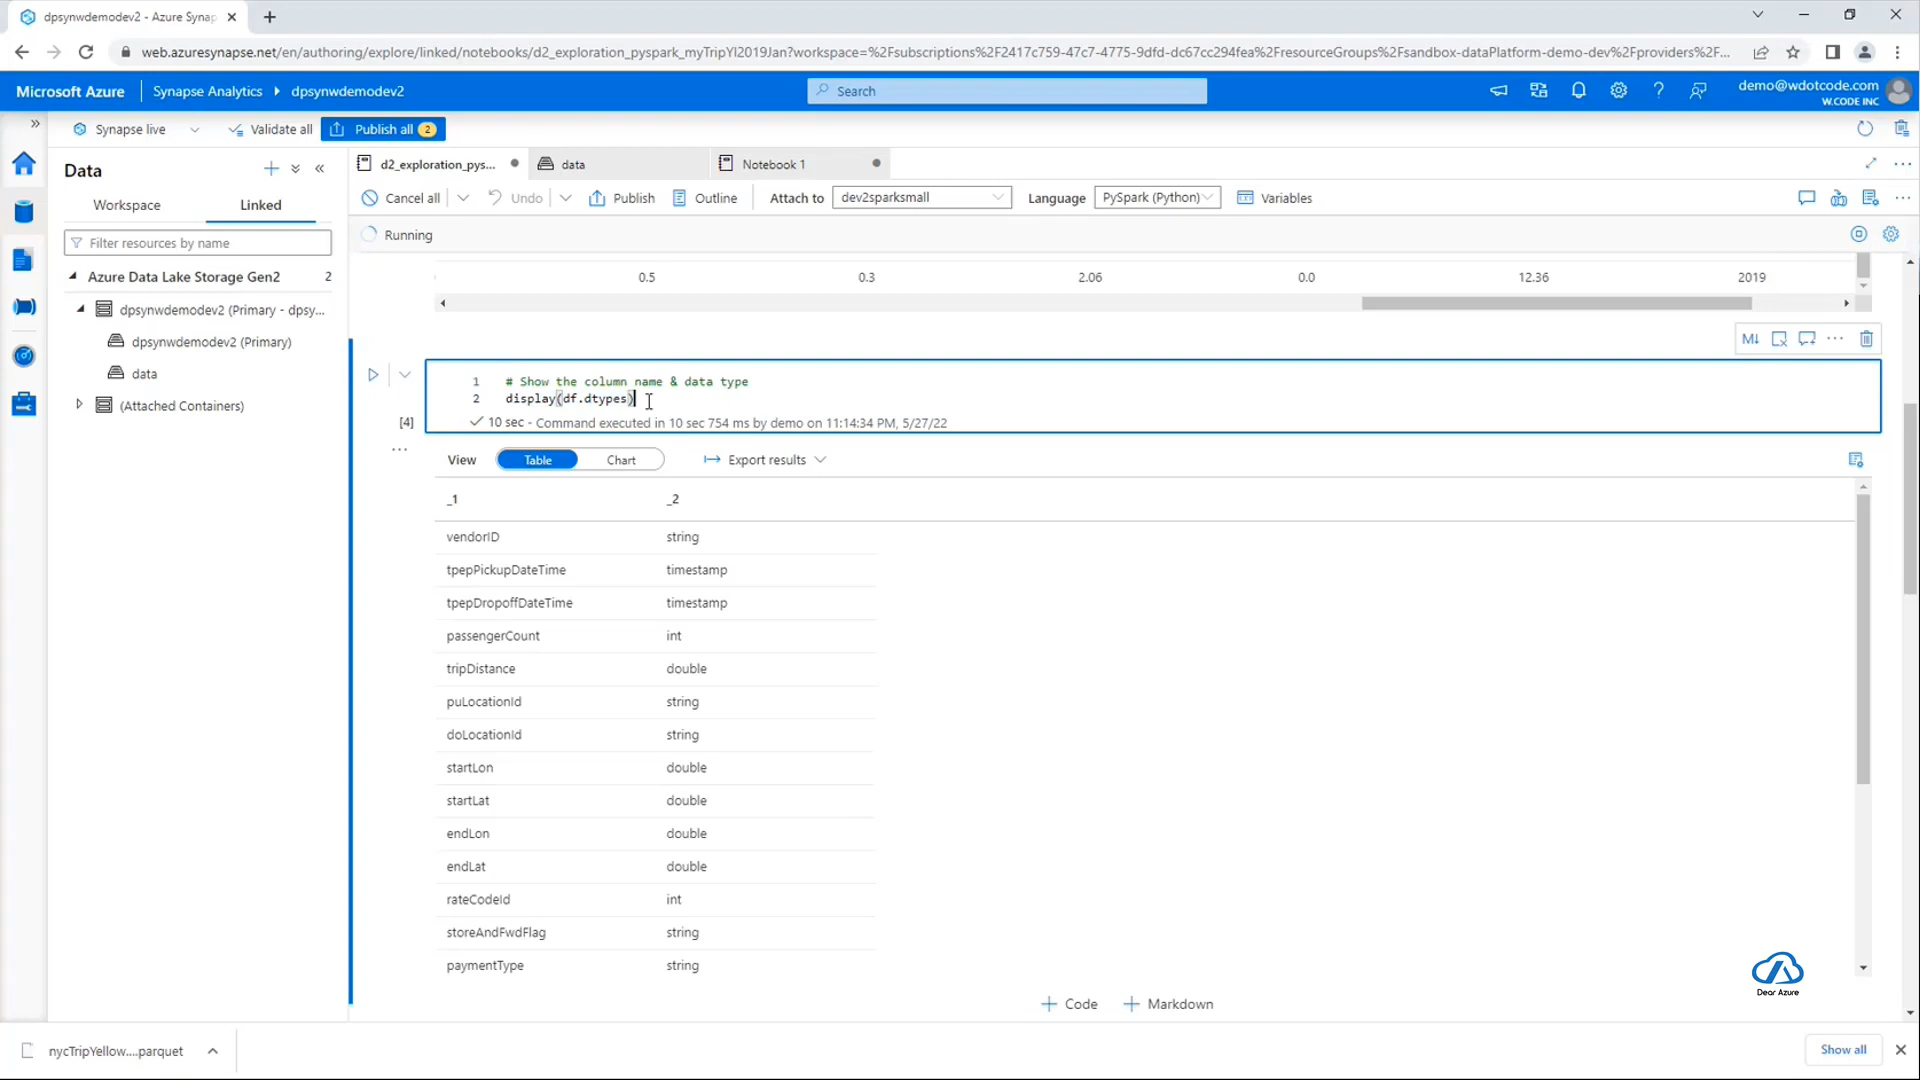 dpsynwdemodev2 - Azure Synap
web.azuresynapse.net/en/authoring/explore/linked/notebooks/d2_exploration_pyspark_myTripYl2019Jan?workspace=%2Fsubscriptions%2F2417c759-47c7-4775-9dfd-dc67cc294fea%2FresourceGroups%2Fsandbox-dataPlatform-demo-dev%2Fproviders%2F...
Microsoft Azure Synapse Analytics dpsynwdemodev2 Search demo@wdotcode.com
W.CODE INC
Synapse live Validate all Publish all 2
Data
Workspace Linked
Filter resources by name
Azure Data Lake Storage Gen2 2
dpsynwdemodev2 (Primary - dpsy...
dpsynwdemodev2 (Primary)
data
(Attached Containers)
d2_exploration_pys... data Notebook 1
Cancel all Undo Publish Outline Attach to dev2sparksmall Language PySpark (Python) Variables
Running
0.5 0.3 2.06 0.0 12.36 2019
M↓
1 # Show the column name & data type
2 display(df.dtypes)
[4] 10 sec - Command executed in 10 sec 754 ms by demo on 11:14:34 PM, 5/27/22
View Table Chart Export results
_1 _2
vendorID string
tpepPickupDateTime timestamp
tpepDropoffDateTime timestamp
passengerCount int
tripDistance double
puLocationId string
doLocationId string
startLon double
startLat double
endLon double
endLat double
rateCodeId int
storeAndFwdFlag string
paymentType string
Dear Azure
+ Code + Markdown
nycTripYellow....parquet Show all